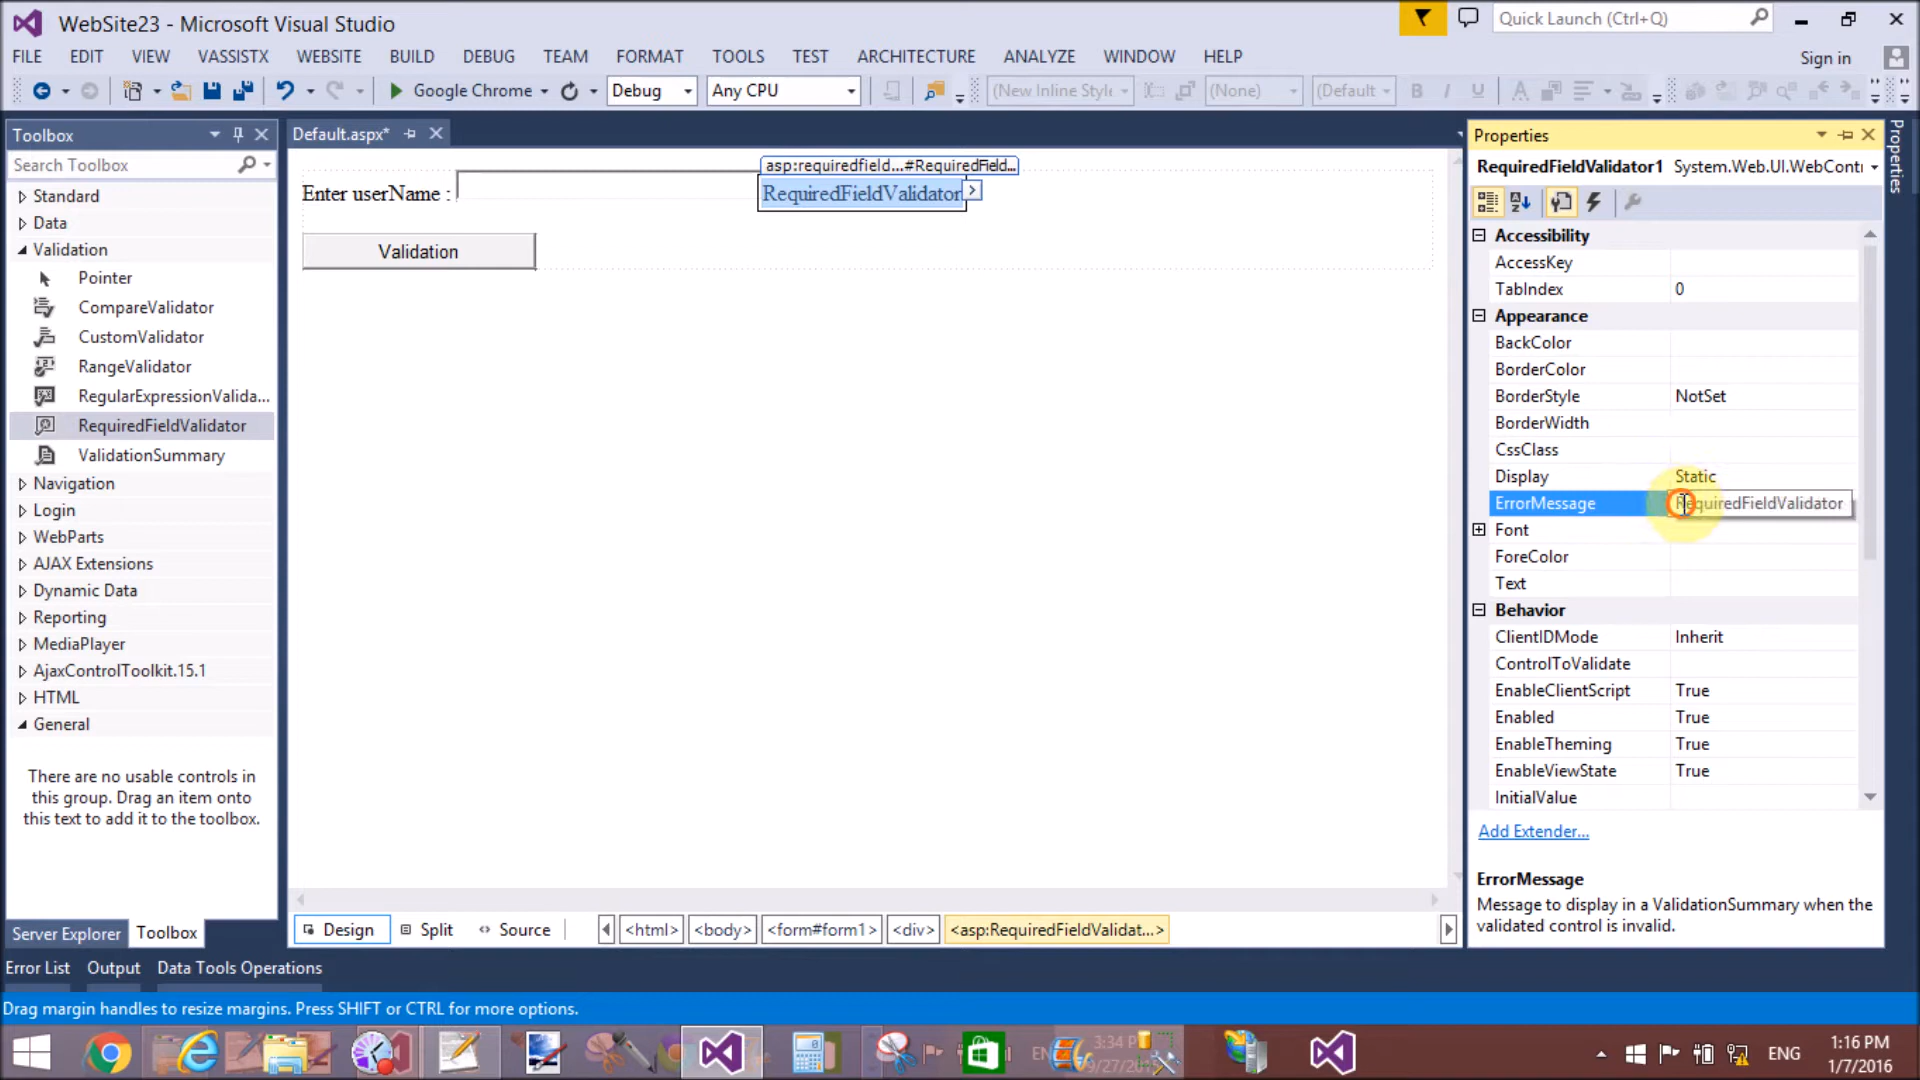 WebSite23 - Microsoft Visual Studio
Quick Launch (Ctrl+Q)
FILE EDIT VIEW VASSISTX WEBSITE BUILD DEBUG TEAM FORMAT TOOLS TEST ARCHITECTURE ANALYZE WINDOW HELP
Sign in
Google Chrome Debug Any CPU (New Inline Style (None) (Default
Toolbox
Search Toolbox
Standard
Data
Validation
Pointer
CompareValidator
CustomValidator
RangeValidator
RegularExpressionValida...
RequiredFieldValidator
ValidationSummary
Navigation
Login
WebParts
AJAX Extensions
Dynamic Data
Reporting
MediaPlayer
AjaxControlToolkit.15.1
HTML
General
There are no usable controls in
this group. Drag an item onto
this text to add it to the toolbox.
Server Explorer Toolbox
Default.aspx*
asp:requiredfield...#RequiredField...
Enter userName : RequiredFieldValidator
Validation
Design Split Source <html> <body> <form#form1> <div> <asp:RequiredFieldValidat...>
Properties
RequiredFieldValidator1 System.Web.UI.WebContr
Accessibility
AccessKey
TabIndex 0
Appearance
BackColor
BorderColor
BorderStyle NotSet
BorderWidth
CssClass
Display Static
ErrorMessage RequiredFieldValidator
Font
ForeColor
Text
Behavior
ClientIDMode Inherit
ControlToValidate
EnableClientScript True
Enabled True
EnableTheming True
EnableViewState True
InitialValue
Add Extender...
ErrorMessage
Message to display in a ValidationSummary when the
validated control is invalid.
Properties
Error List Output Data Tools Operations
Drag margin handles to resize margins. Press SHIFT or CTRL for more options.
3:34 PM
ENG
1:16 PM
1/7/2016